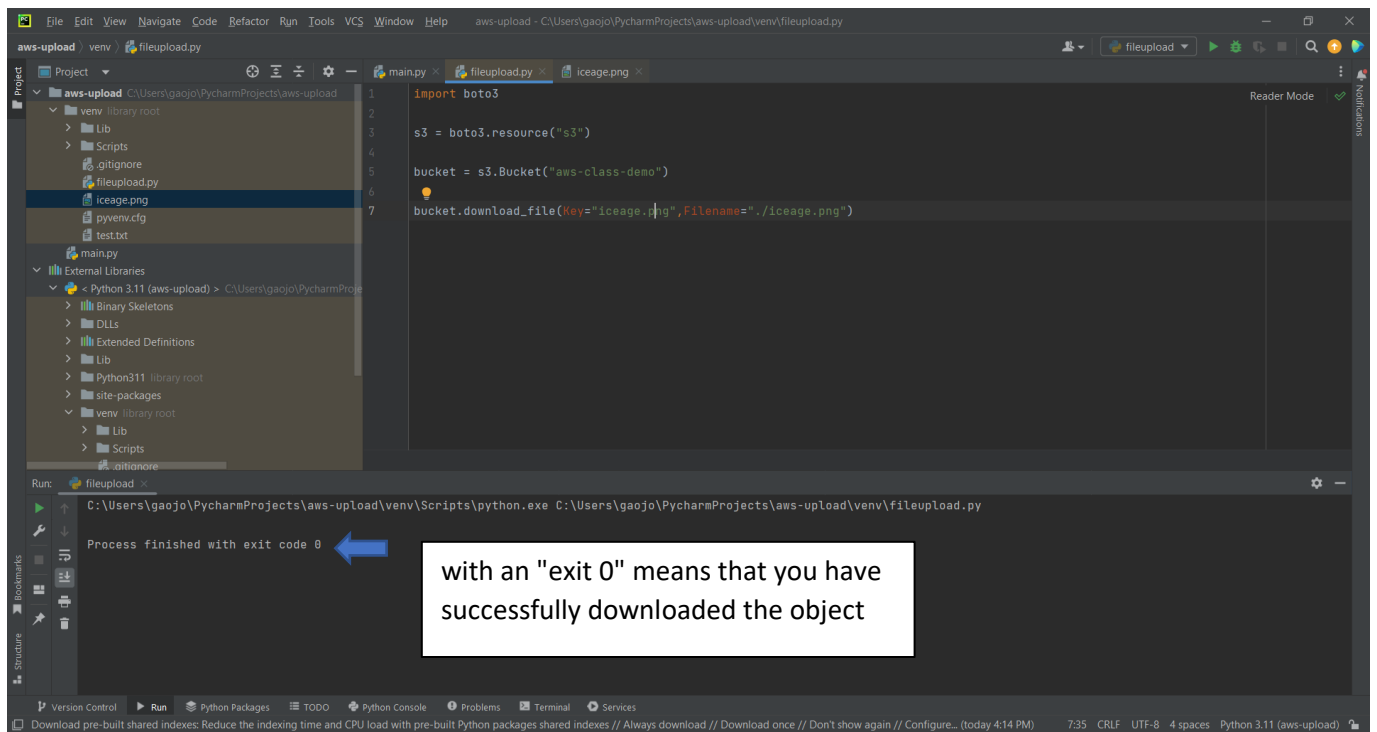 File Edit View Navigate Code Refactor Run Tools VCS Window Help aws-upload - C:\Users\gaojo\PycharmProjects\aws-upload\venv\fileupload.py
aws-upload venv fileupload.py
fileupload
Project
main.py fileupload.py iceage.png
Project
Notifications
Reader Mode
aws-upload C:\Users\gaojo\PycharmProjects\aws-upload
venv library root
Lib
Scripts
.gitignore
fileupload.py
iceage.png
pyvenv.cfg
test.txt
main.py
External Libraries
< Python 3.11 (aws-upload) > C:\Users\gaojo\PycharmProje
Binary Skeletons
DLLs
Extended Definitions
Lib
Python311 library root
site-packages
venv library root
Lib
Scripts
.gitignore
1 import boto3
2
3 s3 = boto3.resource("s3")
4
5 bucket = s3.Bucket("aws-class-demo")
6
7 bucket.download_file(Key="iceage.png",Filename="./iceage.png")
Run: fileupload
C:\Users\gaojo\PycharmProjects\aws-upload\venv\Scripts\python.exe C:\Users\gaojo\PycharmProjects\aws-upload\venv\fileupload.py
Process finished with exit code 0
with an "exit 0" means that you have
successfully downloaded the object
Bookmarks
Structure
Version Control Run Python Packages TODO Python Console Problems Terminal Services
Download pre-built shared indexes: Reduce the indexing time and CPU load with pre-built Python packages shared indexes // Always download // Download once // Don't show again // Configure... (today 4:14 PM) 7:35 CRLF UTF-8 4 spaces Python 3.11 (aws-upload)